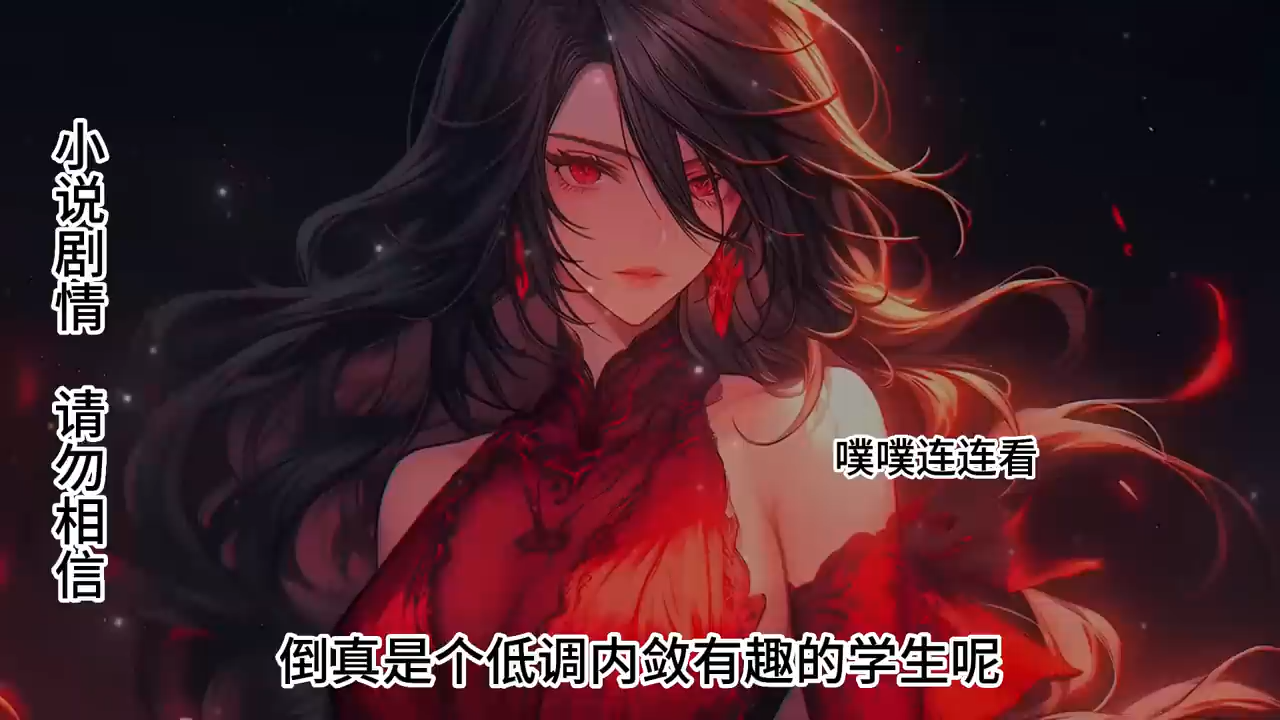 小说剧情 请勿相信
噗噗连连看
倒真是个低调内敛有趣的学生呢